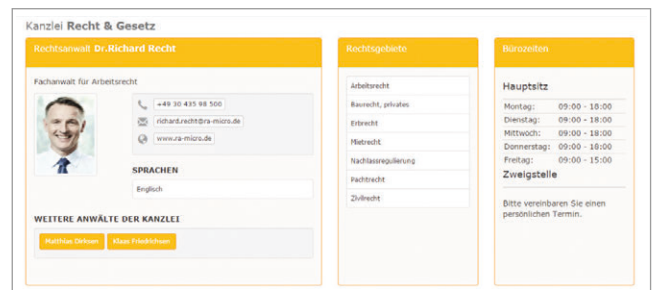 Kanzlei Recht & Gesetz
Rechtsanwalt Dr.Richard Recht
Fachanwalt für Arbeitsrecht
+49 30 435 98 500
richard.recht@ra-micro.de
www.ra-micro.de
SPRACHEN
Englisch
WEITERE ANWÄLTE DER KANZLEI
Matthias Dirksen
Klaas Friedrichsen
Rechtsgebiete
Arbeitsrecht
Baurecht, privates
Erbrecht
Mietrecht
Nachlassregulierung
Pachtrecht
Zivilrecht
Bürozeiten
Hauptsitz
Montag: 09:00 - 18:00
Dienstag: 09:00 - 18:00
Mittwoch: 09:00 - 18:00
Donnerstag: 09:00 - 18:00
Freitag: 09:00 - 15:00
Zweigstelle
Bitte vereinbaren Sie einen
persönlichen Termin.